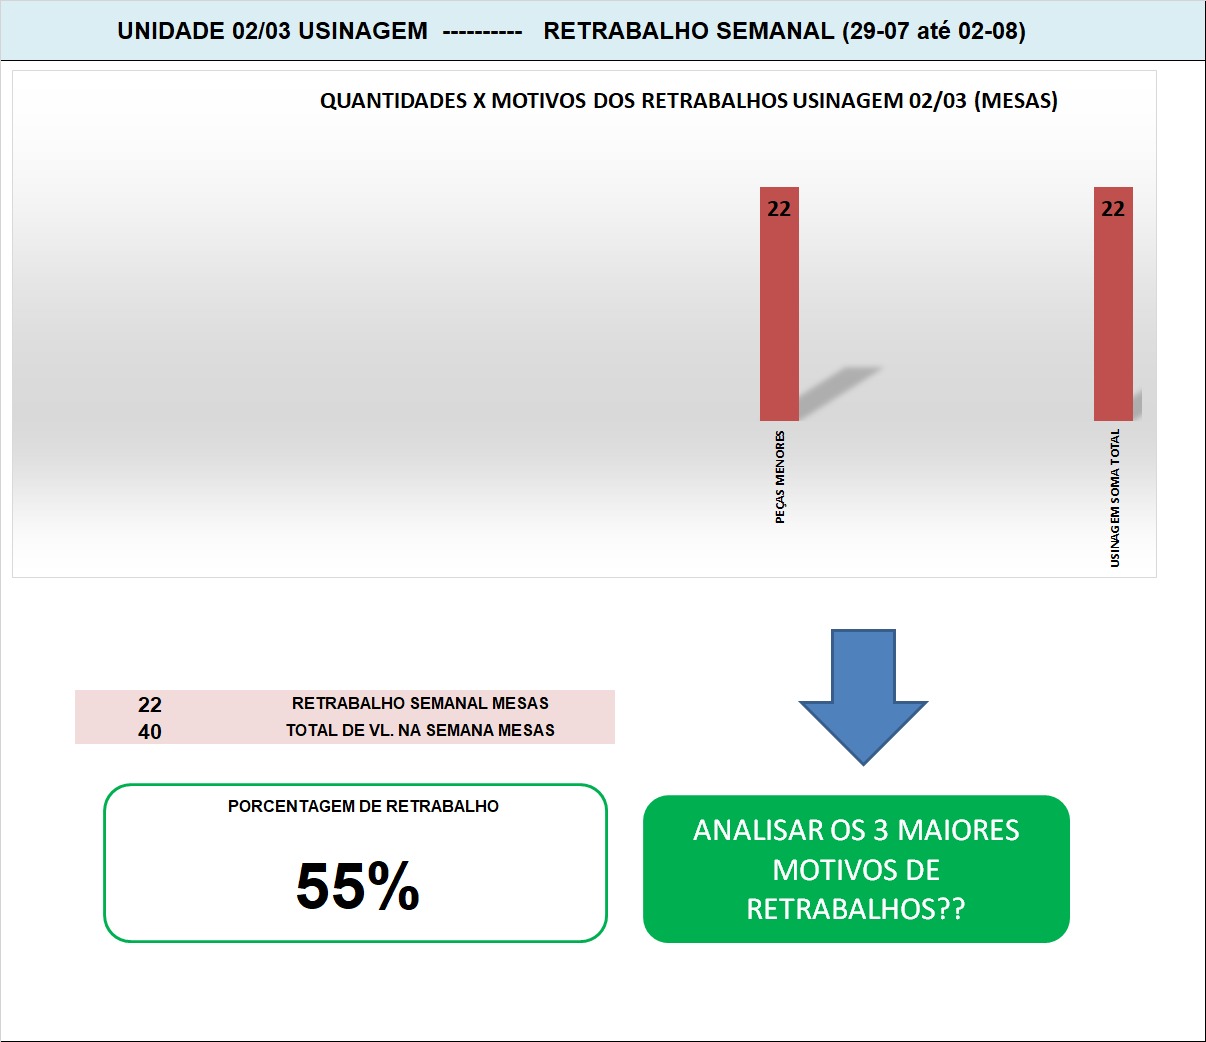 UNIDADE 02/03 USINAGEM ---------- RETRABALHO SEMANAL (29-07 até 02-08)
QUANTIDADES X MOTIVOS DOS RETRABALHOS USINAGEM 02/03 (MESAS)
22
22
PEÇAS MENORES
USINAGEM SOMA TOTAL
22 RETRABALHO SEMANAL MESAS
40 TOTAL DE VL. NA SEMANA MESAS
PORCENTAGEM DE RETRABALHO
55%
ANALISAR OS 3 MAIORES
MOTIVOS DE
RETRABALHOS??